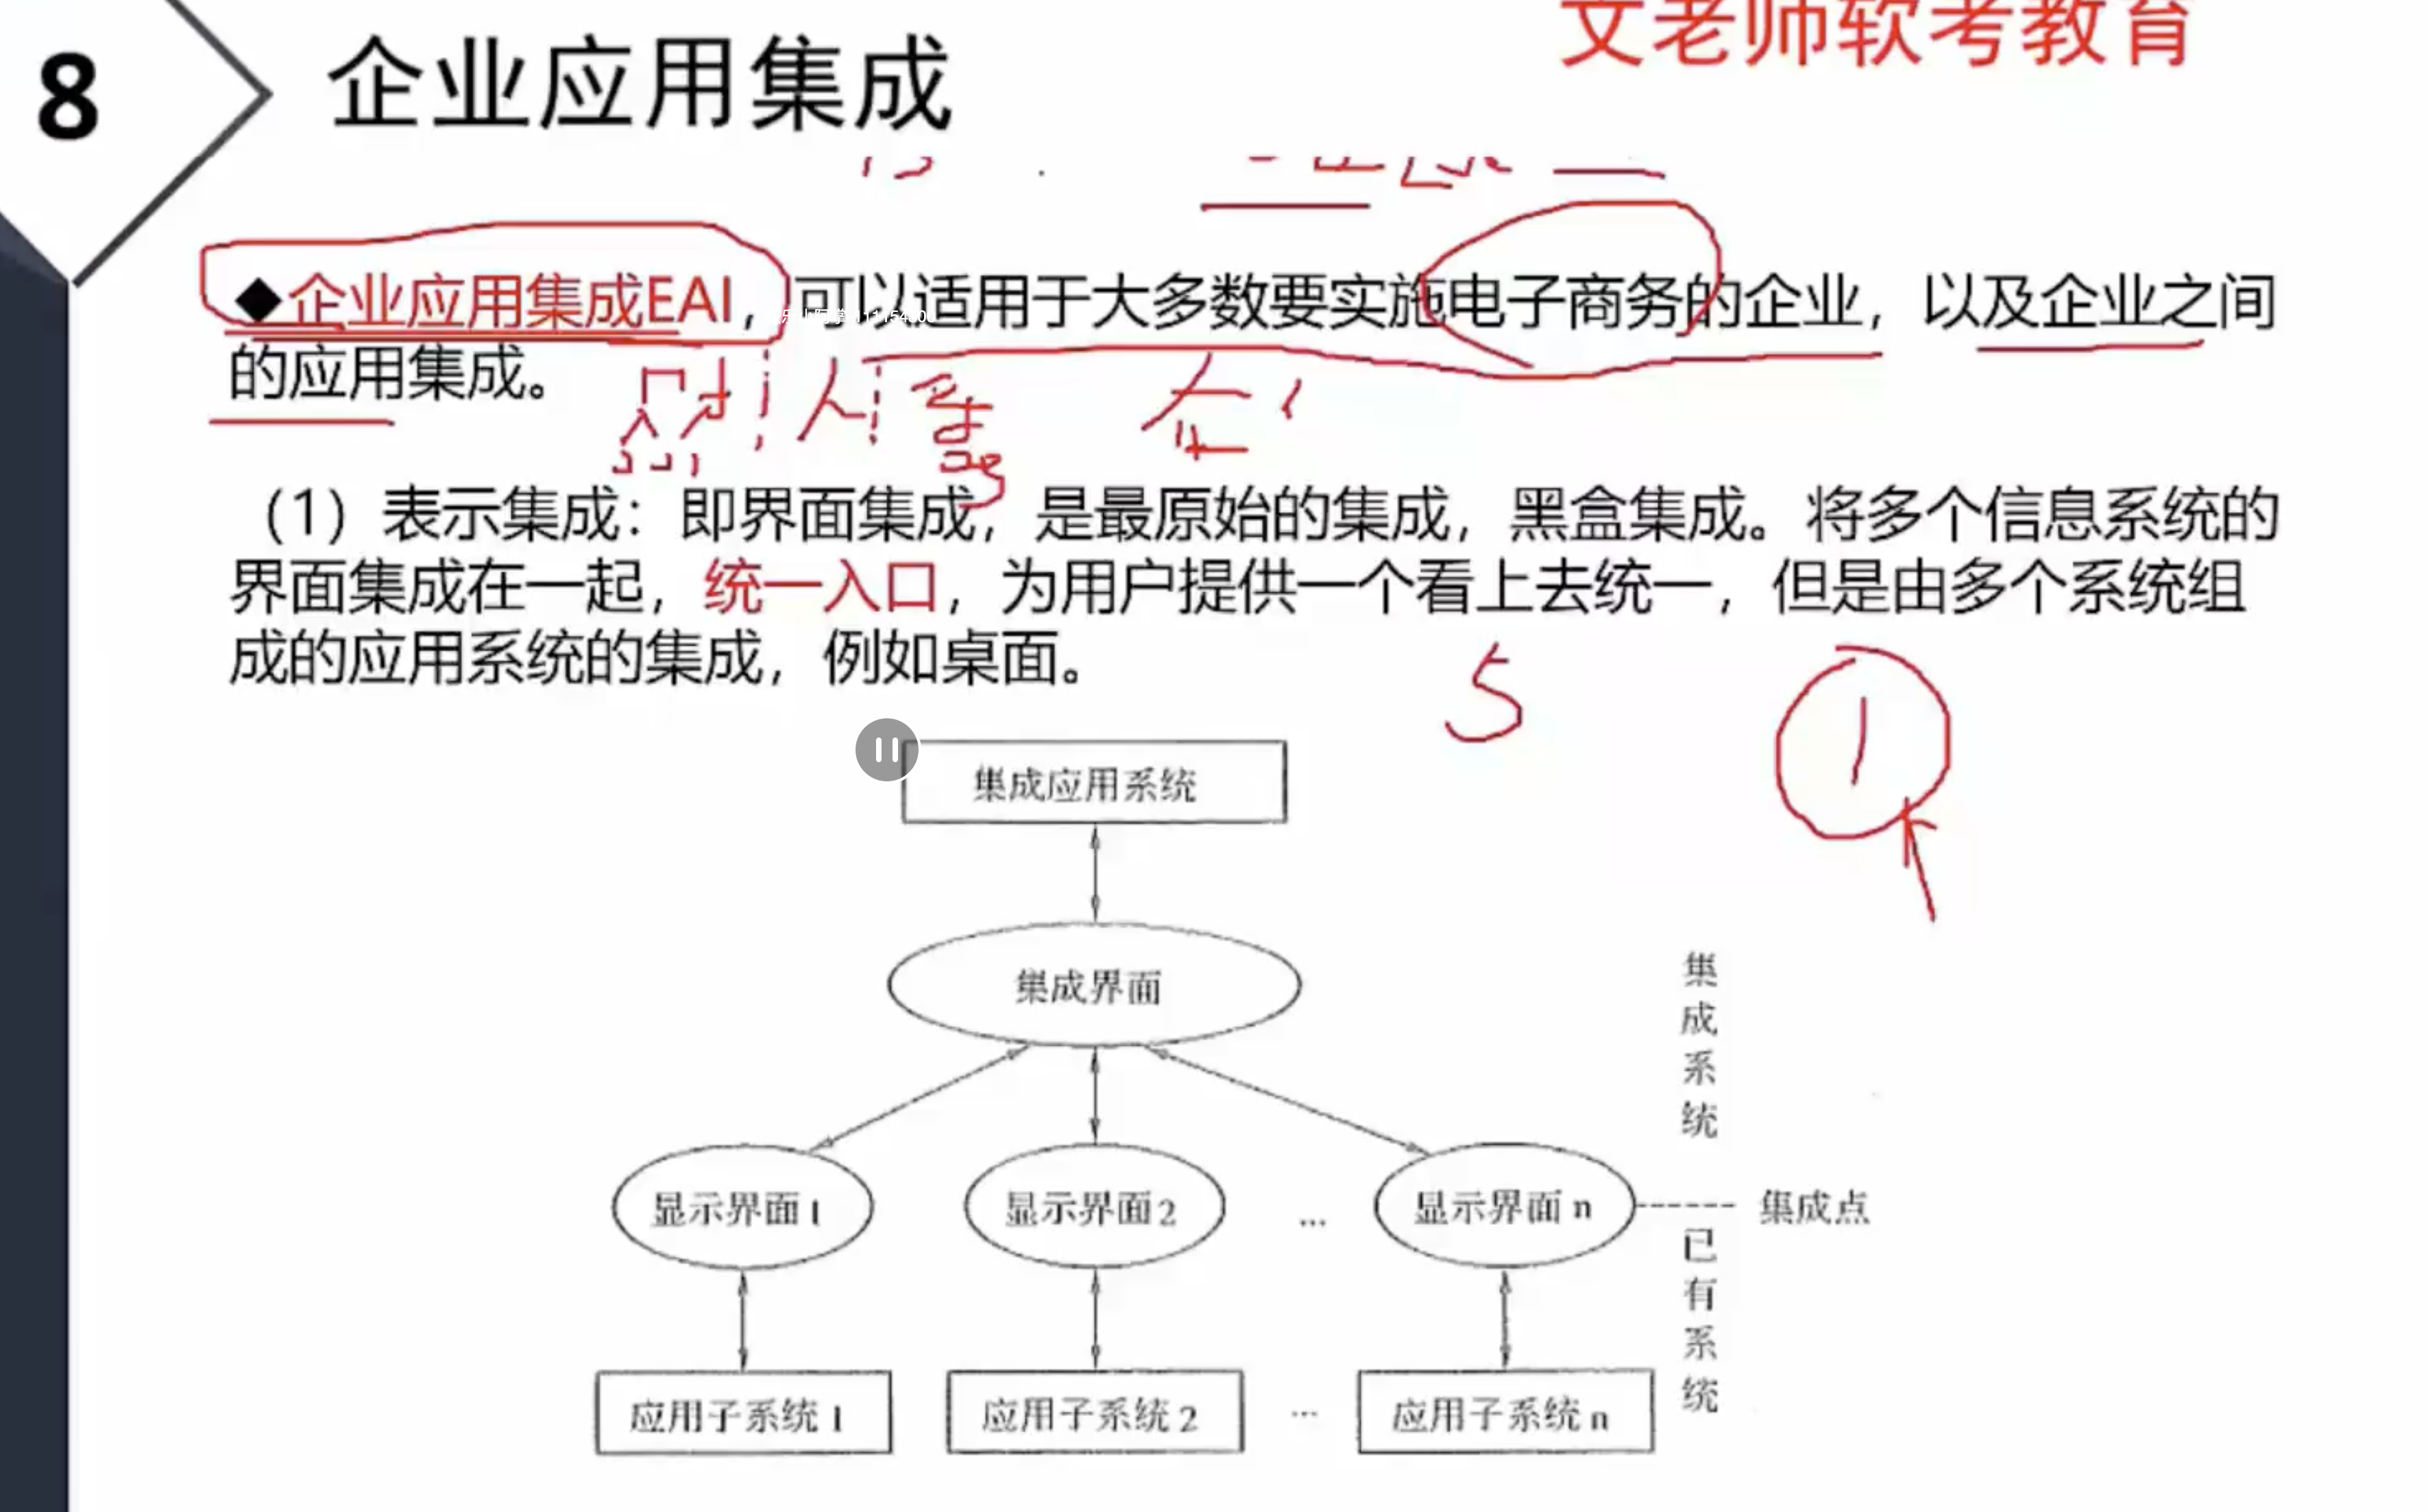 文老师软考教育
8
企业应用集成
◆企业应用集成EAI，可以适用于大多数要实施电子商务的企业，以及企业之间
的应用集成。
（1）表示集成：即界面集成，是最原始的集成，黑盒集成。将多个信息系统的
界面集成在一起，统一入口，为用户提供一个看上去统一，但是由多个系统组
成的应用系统的集成，例如桌面。
5
1
集成应用系统
集成界面
集成系统
显示界面1
显示界面2
...
显示界面n
集成点
已有系统
应用子系统1
应用子系统2
...
应用子系统n